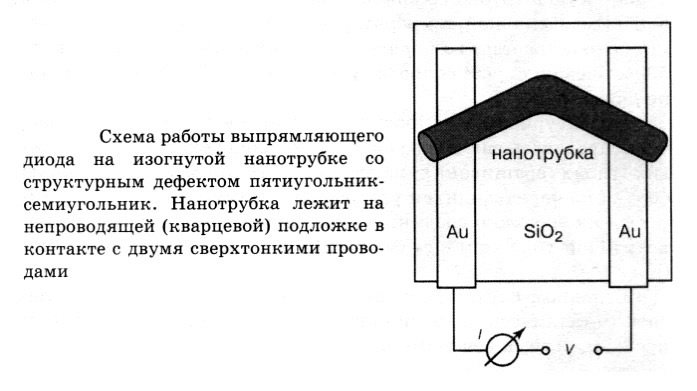 Схема работы выпрямляющего
диода на изогнутой нанотрубке со
структурным дефектом пятиугольник-
семиугольник. Нанотрубка лежит на
непроводящей (кварцевой) подложке в
контакте с двумя сверхтонкими прово-
дами
нанотрубка
Au
SiO₂
Au
I
V